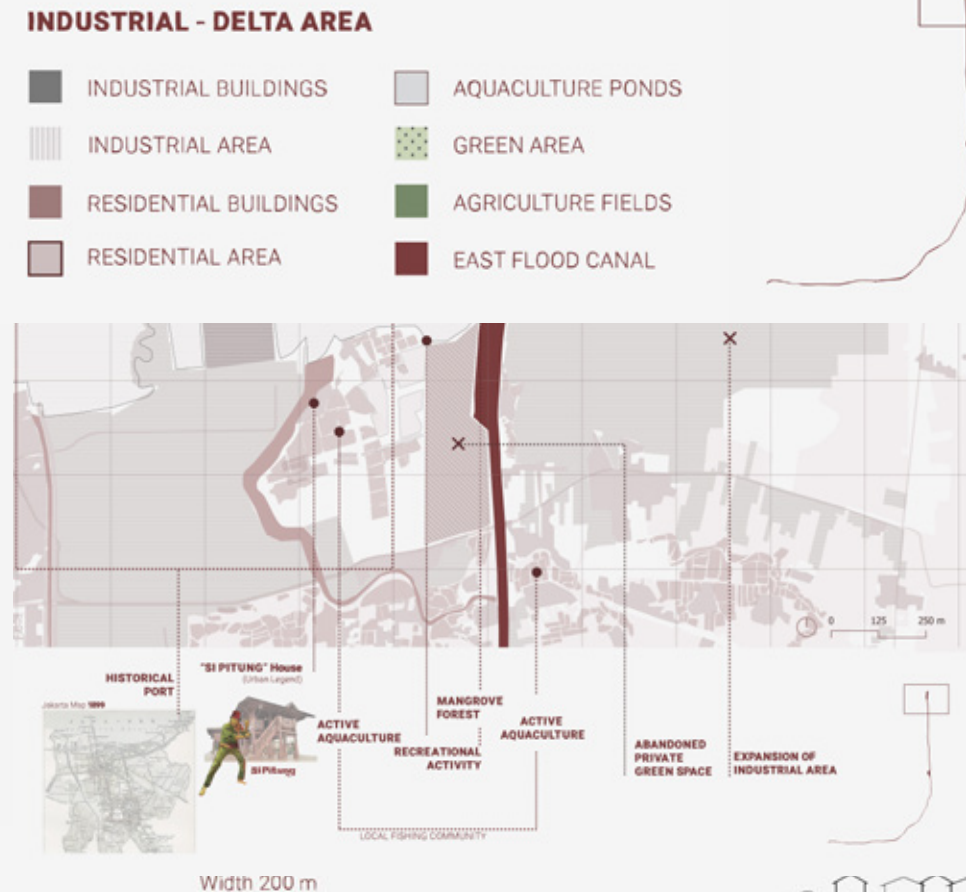 INDUSTRIAL - DELTA AREA
INDUSTRIAL BUILDINGS
INDUSTRIAL AREA
RESIDENTIAL BUILDINGS
RESIDENTIAL AREA
AQUACULTURE PONDS
GREEN AREA
AGRICULTURE FIELDS
EAST FLOOD CANAL
0 125 250 m
HISTORICAL
PORT
Jakarta Map 1899
"SI PITUNG" House
(Urban Legend)
Si Pitung
ACTIVE
AQUACULTURE
MANGROVE
FOREST
RECREATIONAL
ACTIVITY
ACTIVE
AQUACULTURE
ABANDONED
PRIVATE
GREEN SPACE
EXPANSION OF
INDUSTRIAL AREA
LOCAL FISHING COMMUNITY
Width 200 m